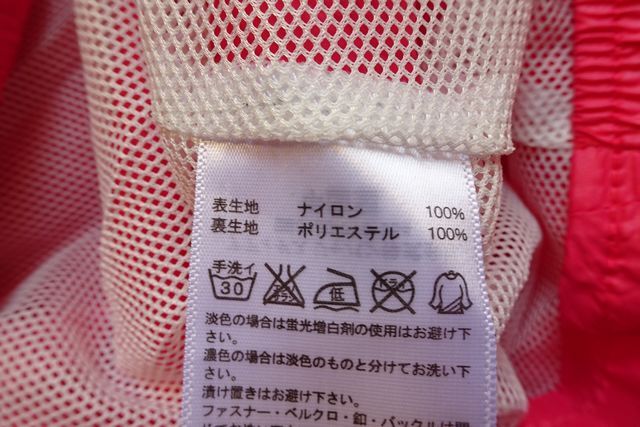 表生地 ナイロン 100%
裏生地 ポリエステル 100%
手洗イ
30 低
淡色の場合は蛍光増白剤の使用はお避け下
さい。
濃色の場合は淡色のものと分けてお洗い下
さい。
漬け置きはお避け下さい。
ファスナー・ベルクロ・釦・バックルは閉